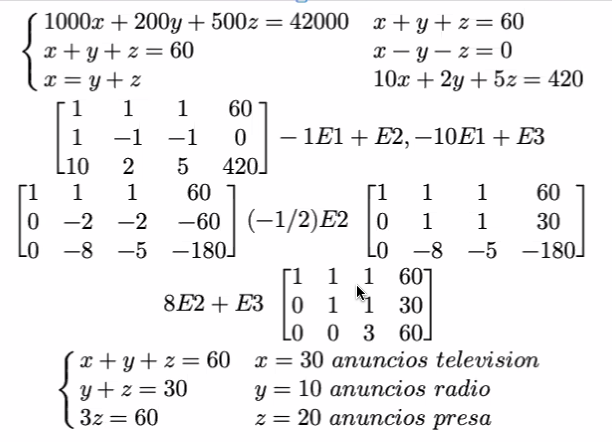 1000x + 200y + 500z = 42000 x + y + z = 60
x + y + z = 60 x − y − z = 0
x = y + z 10x + 2y + 5z = 420
1 1 1 60
1 −1 −1 0 − 1E1 + E2, −10E1 + E3
10 2 5 420
1 1 1 60 1 1 1 60
0 −2 −2 −60 (−1/2)E2 0 1 1 30
0 −8 −5 −180 0 −8 −5 −180
1 1 1 60
8E2 + E3 0 1 1 30
0 0 3 60
x + y + z = 60 x = 30 anuncios television
y + z = 30 y = 10 anuncios radio
3z = 60 z = 20 anuncios presa